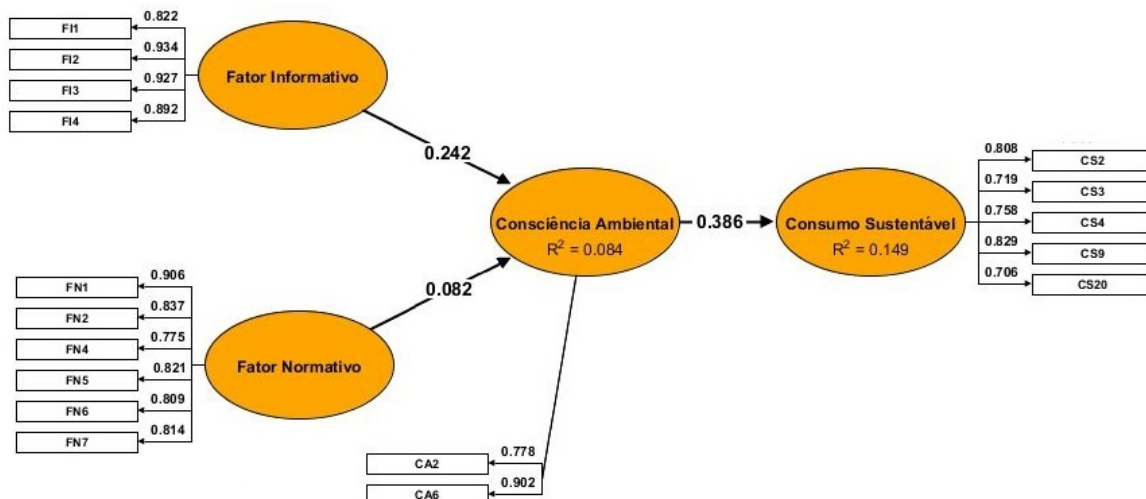 0.822
FI1
0.934
FI2
0.927
FI3
0.892
FI4
Fator Informativo
0.242
Consciência Ambiental
R² = 0.084
0.386
Consumo Sustentável
R² = 0.149
0.808
CS2
0.719
CS3
0.758
CS4
0.829
CS9
0.706
CS20
0.082
0.906
FN1
0.837
FN2
0.775
FN4
0.821
FN5
0.809
FN6
0.814
FN7
Fator Normativo
0.778
CA2
0.902
CA6